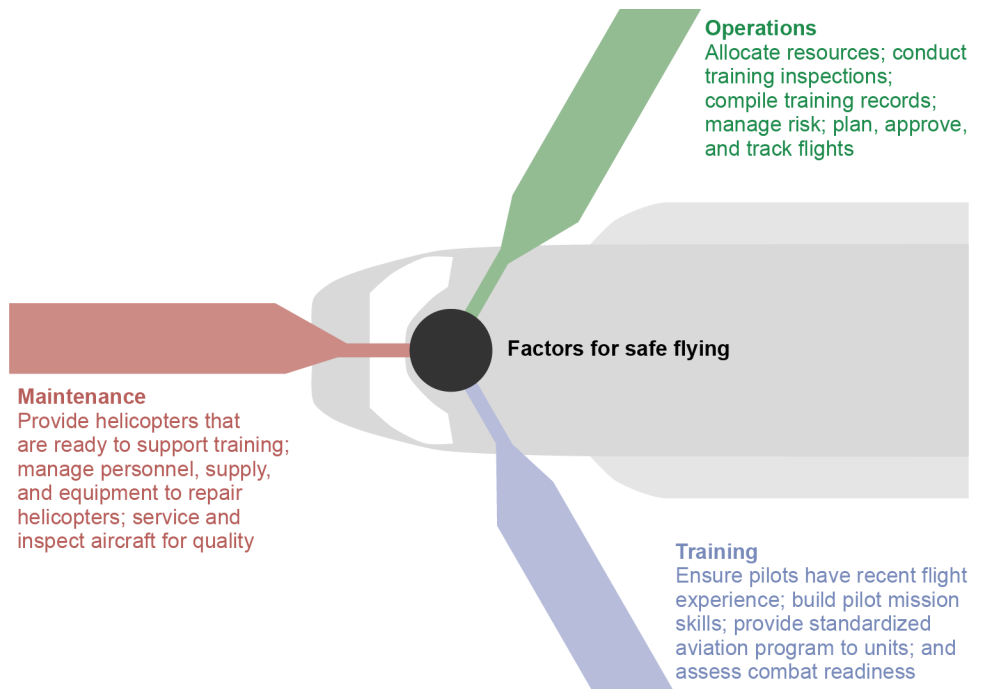 Operations
Allocate resources; conduct
training inspections;
compile training records;
manage risk; plan, approve,
and track flights
Factors for safe flying
Maintenance
Provide helicopters that
are ready to support training;
manage personnel, supply,
and equipment to repair
helicopters; service and
inspect aircraft for quality
Training
Ensure pilots have recent flight
experience; build pilot mission
skills; provide standardized
aviation program to units; and
assess combat readiness